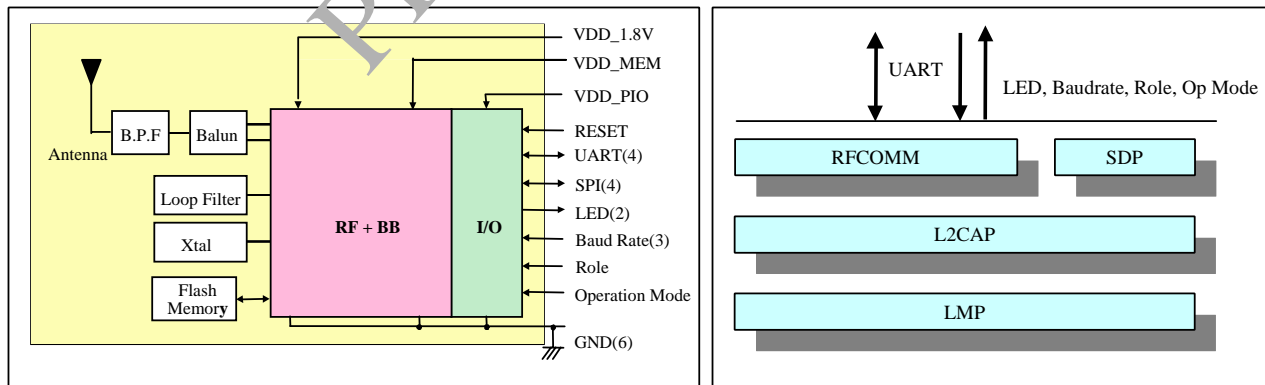 VDD_1.8V
VDD_MEM
VDD_PIO
RESET
UART(4)
SPI(4)
LED(2)
Baud Rate(3)
Role
Operation Mode
GND(6)
Antenna
B.P.F
Balun
Loop Filter
Xtal
Flash
Memory
RF + BB
I/O
UART
LED, Baudrate, Role, Op Mode
RFCOMM
SDP
L2CAP
LMP